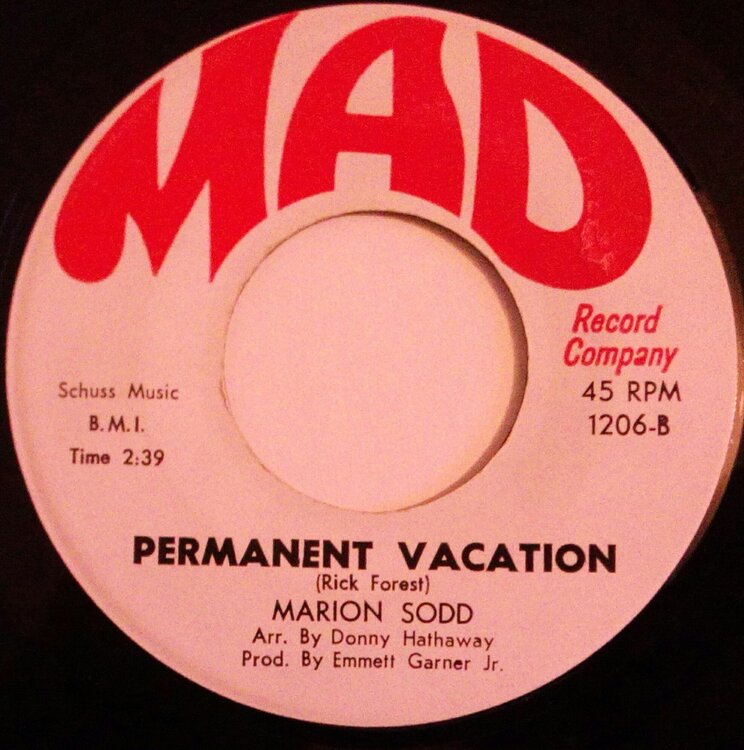 MAD
Record
Company
45 RPM
1206-B
Schuss Music
B.M.I.
Time 2:39
PERMANENT VACATION
(Rick Forest)
MARION SODD
Arr. By Donny Hathaway
Prod. By Emmett Garner Jr.